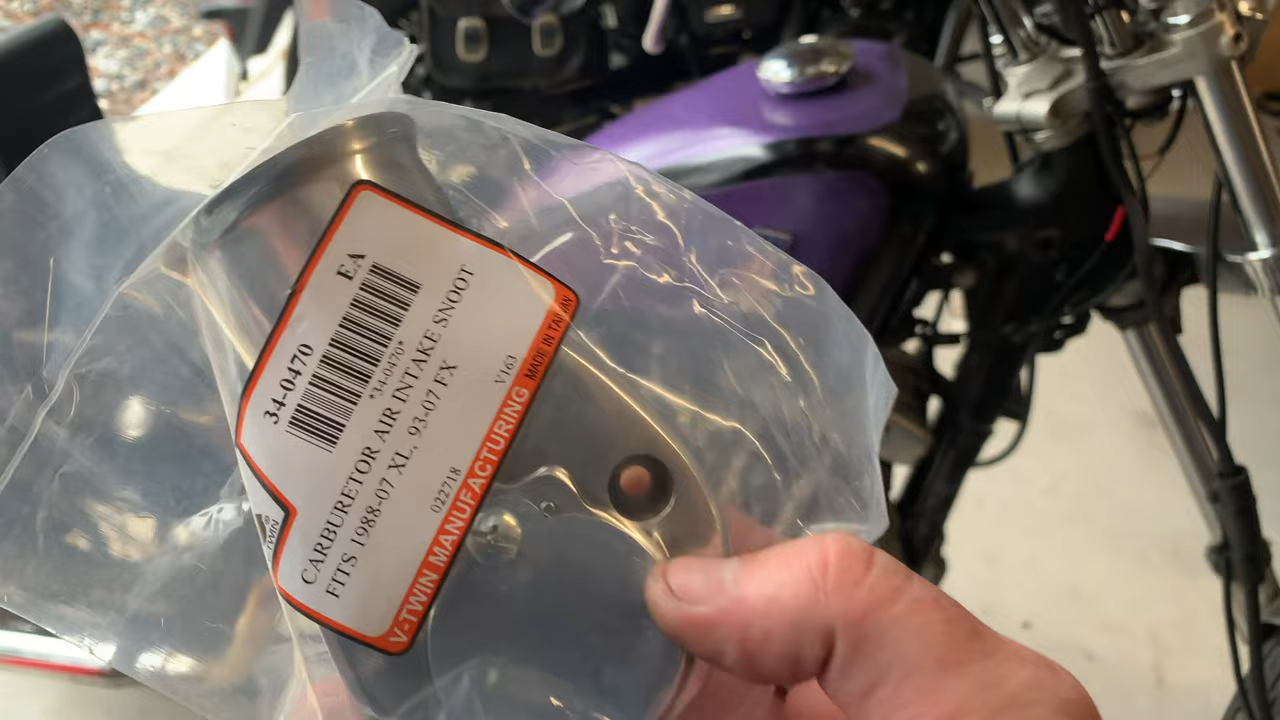 EA
34-0470
*34-0470*
CARBURETOR AIR INTAKE SNOOT
FITS 1988-07 XL, 93-07 FX
022718 V163
V-TWIN MANUFACTURING MADE IN TAIWAN
TWIN